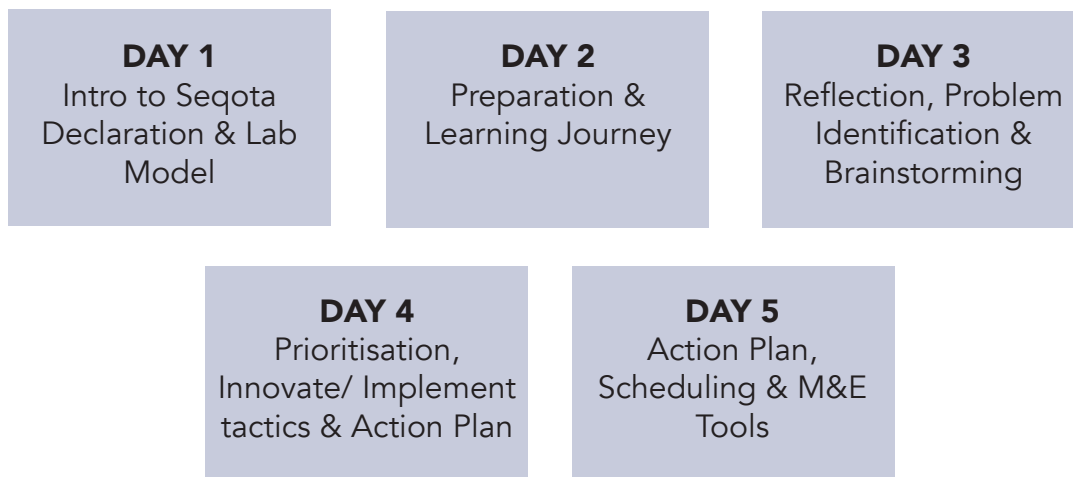 DAY 1
Intro to Seqota
Declaration & Lab
Model
DAY 2
Preparation &
Learning Journey
DAY 3
Reflection, Problem
Identification &
Brainstorming
DAY 4
Prioritisation,
Innovate/ Implement
tactics & Action Plan
DAY 5
Action Plan,
Scheduling & M&E
Tools